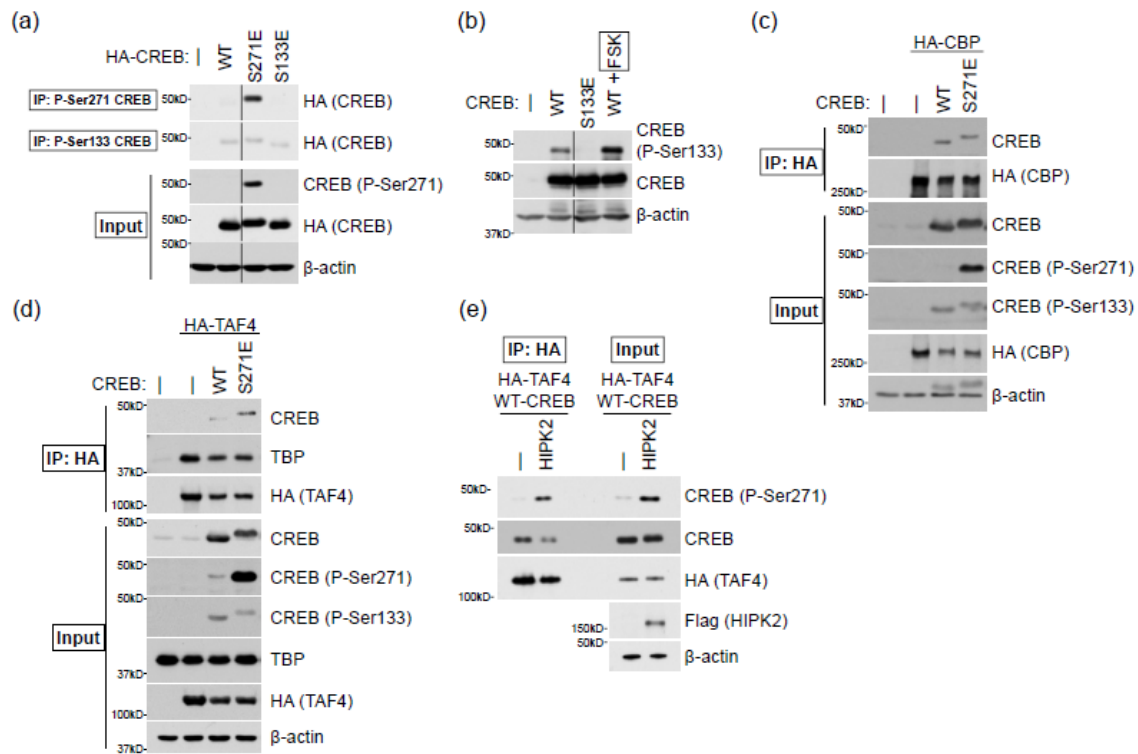 (a)
HA-CREB: | WT S271E S133E
IP: P-Ser271 CREB 50kD HA (CREB)
IP: P-Ser133 CREB 50kD HA (CREB)
50kD CREB (P-Ser271)
Input 50kD HA (CREB)
50kD β-actin
(b)
CREB: | WT S133E WT + FSK
50kD CREB
(P-Ser133)
50kD CREB
37kD β-actin
(c)
HA-CBP
CREB: | | WT S271E
IP: HA 50kD CREB
250kD HA (CBP)
Input 50kD CREB
50kD CREB (P-Ser271)
50kD CREB (P-Ser133)
250kD HA (CBP)
37kD β-actin
(d)
HA-TAF4
CREB: | | WT S271E
IP: HA 50kD CREB
37kD TBP
100kD HA (TAF4)
Input 50kD CREB
50kD CREB (P-Ser271)
50kD CREB (P-Ser133)
37kD TBP
100kD HA (TAF4)
37kD β-actin
(e)
IP: HA Input
HA-TAF4 HA-TAF4
WT-CREB WT-CREB
| HIPK2 | HIPK2
50kD CREB (P-Ser271)
50kD CREB
100kD HA (TAF4)
150kD Flag (HIPK2)
50kD β-actin